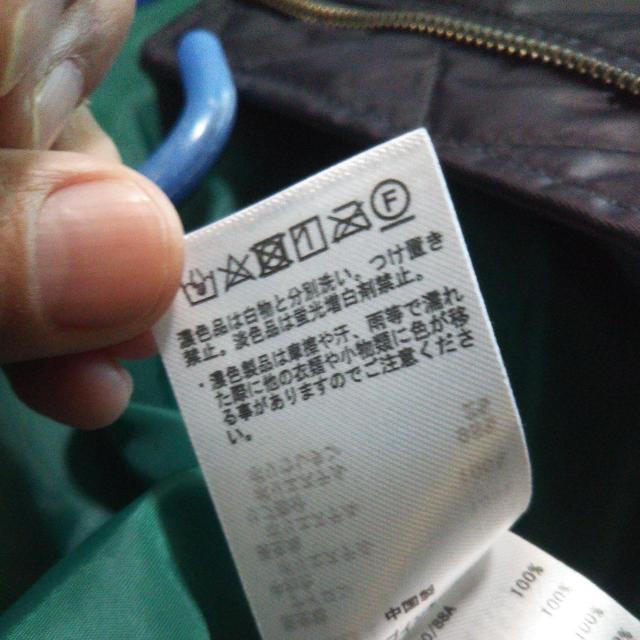 F
濃色品は白物と分別洗い、つけ置き
禁止。淡色品は蛍光増白剤禁止。
・濃色製品は摩擦や汗、雨等で濡れ
た際に他の衣類や小物類に色が移
る事がありますのでご注意くださ
い。
中国製
100%
100%
100%